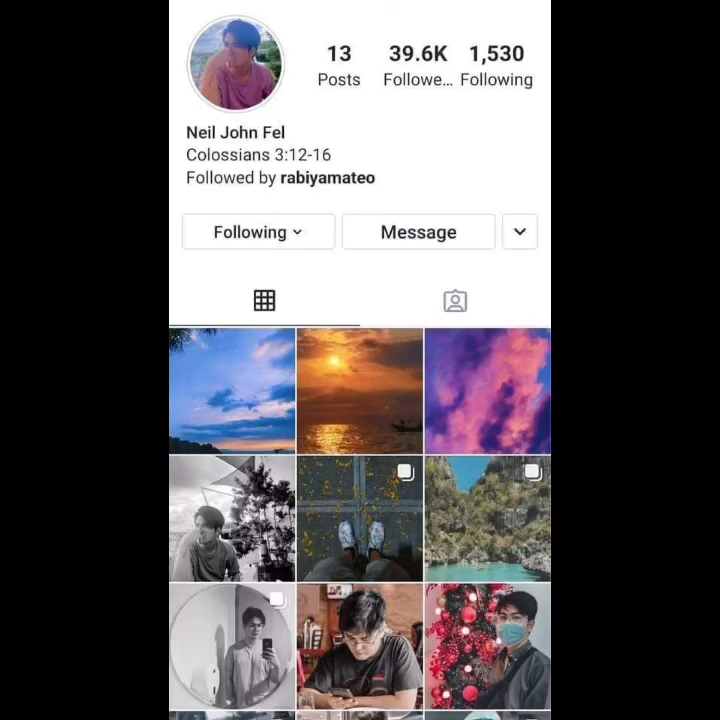 13 39.6K 1,530
Posts Followe... Following
Neil John Fel
Colossians 3:12-16
Followed by rabiyamateo
Following Message